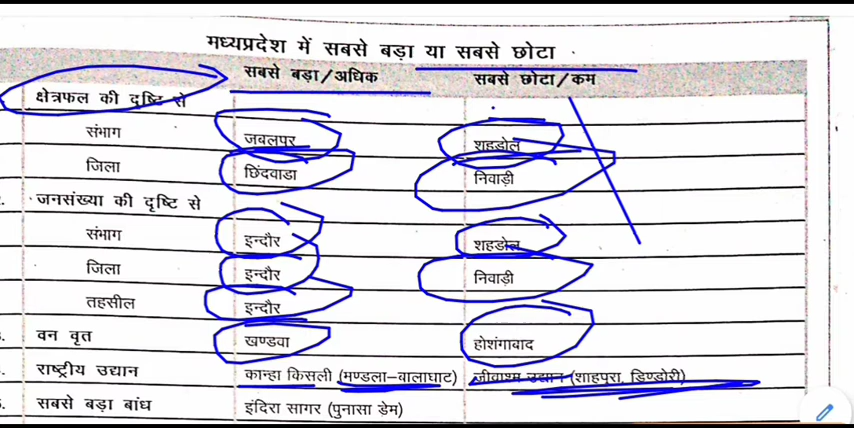 मध्यप्रदेश में सबसे बड़ा या सबसे छोटा
सबसे बड़ा/अधिक सबसे छोटा/कम
क्षेत्रफल की दृष्टि से
संभाग जबलपुर शहडोल
जिला छिंदवाडा निवाड़ी
जनसंख्या की दृष्टि से
संभाग इन्दौर शहडोल
जिला इन्दौर निवाड़ी
तहसील इन्दौर
वन वृत खण्डवा होशंगाबाद
राष्ट्रीय उद्यान कान्हा किसली (मण्डला–बालाघाट) जीवाश्म उद्यान (शाहपुरा, डिण्डोरी)
सबसे बड़ा बांध इंदिरा सागर (पुनासा डेम)